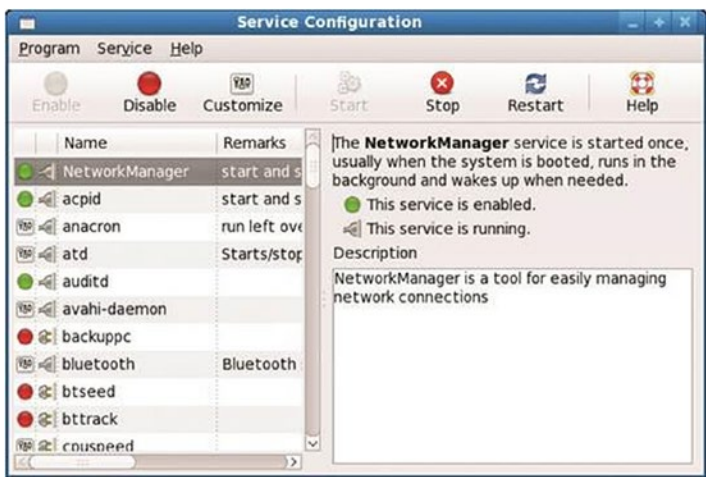 Service Configuration
Program Service Help
Enable Disable Customize Start Stop Restart Help
Name Remarks
NetworkManager start and s
acpid start and s
anacron run left ove
atd Starts/stop
auditd
avahi-daemon
backuppc
bluetooth Bluetooth
btseed
bttrack
cpuspeed
The NetworkManager service is started once,
usually when the system is booted, runs in the
background and wakes up when needed.
This service is enabled.
This service is running.
Description
NetworkManager is a tool for easily managing
network connections